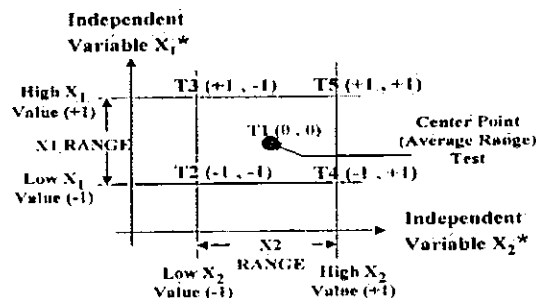 Independent
Variable X1*
High X1
Value (+1)
T3 (+1 , -1)
T5 (+1 , +1)
X1 RANGE
T1 (0 , 0)
Center Point
(Average Range)
Test
Low X1
Value (-1)
T2 (-1, -1)
T4 (-1, +1)
Independent
Variable X2*
X2
RANGE
Low X2
Value (-1)
High X2
Value (+1)